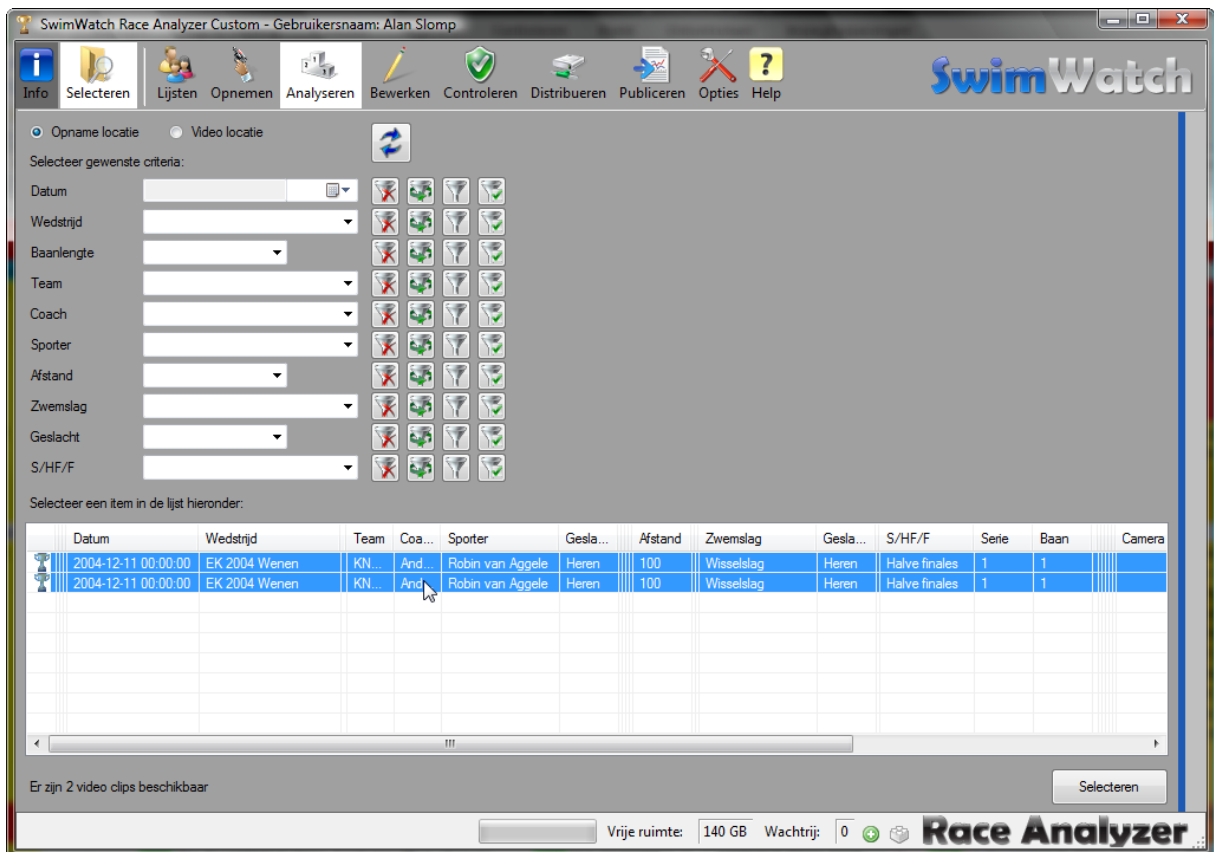 SwimWatch Race Analyzer Custom - Gebruikersnaam: Alan Slomp
Info Selecteren Lijsten Opnemen Analyseren Bewerken Controleren Distribueren Publiceren Opties Help
SwimWatch
Opname locatie Video locatie
Selecteer gewenste criteria:
Datum
Wedstrijd
Baanlengte
Team
Coach
Sporter
Afstand
Zwemslag
Geslacht
S/HF/F
Selecteer een item in de lijst hieronder:
Datum Wedstrijd Team Coa... Sporter Gesla... Afstand Zwemslag Gesla... S/HF/F Serie Baan Camera
2004-12-11 00:00:00 EK 2004 Wenen KN... And... Robin van Aggele Heren 100 Wisselslag Heren Halve finales 1 1
2004-12-11 00:00:00 EK 2004 Wenen KN... And... Robin van Aggele Heren 100 Wisselslag Heren Halve finales 1 1
Er zijn 2 video clips beschikbaar
Selecteren
Vrije ruimte: 140 GB Wachtrij: 0 Race Analyzer